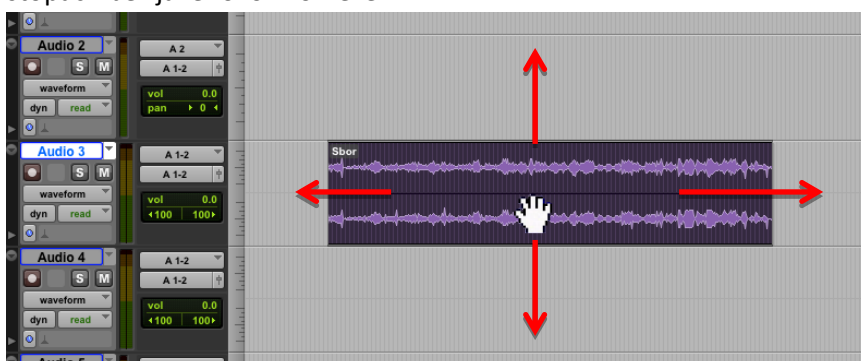 Audio 2
A 2
S M
A 1-2
waveform
vol 0.0
dyn read
pan 0
Audio 3
A 1-2
Sbor
S M
A 1-2
waveform
vol 0.0
dyn read
100 100
Audio 4
A 1-2
S M
A 1-2
waveform
vol 0.0
dyn read
100 100